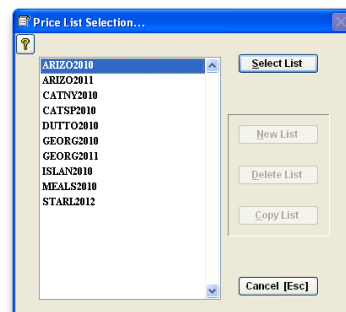 Price List Selection...
?
ARIZO2010
ARIZO2011
CATNY2010
CATSP2010
DUTTO2010
GEORG2010
GEORG2011
ISLAN2010
MEALS2010
STARL2012
Select List
New List
Delete List
Copy List
Cancel [Esc]